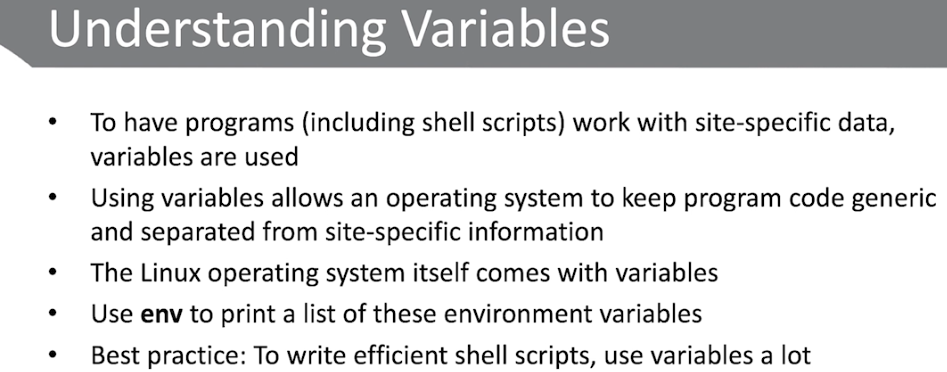 Understanding Variables
• To have programs (including shell scripts) work with site-specific data,
variables are used
• Using variables allows an operating system to keep program code generic
and separated from site-specific information
• The Linux operating system itself comes with variables
• Use env to print a list of these environment variables
• Best practice: To write efficient shell scripts, use variables a lot